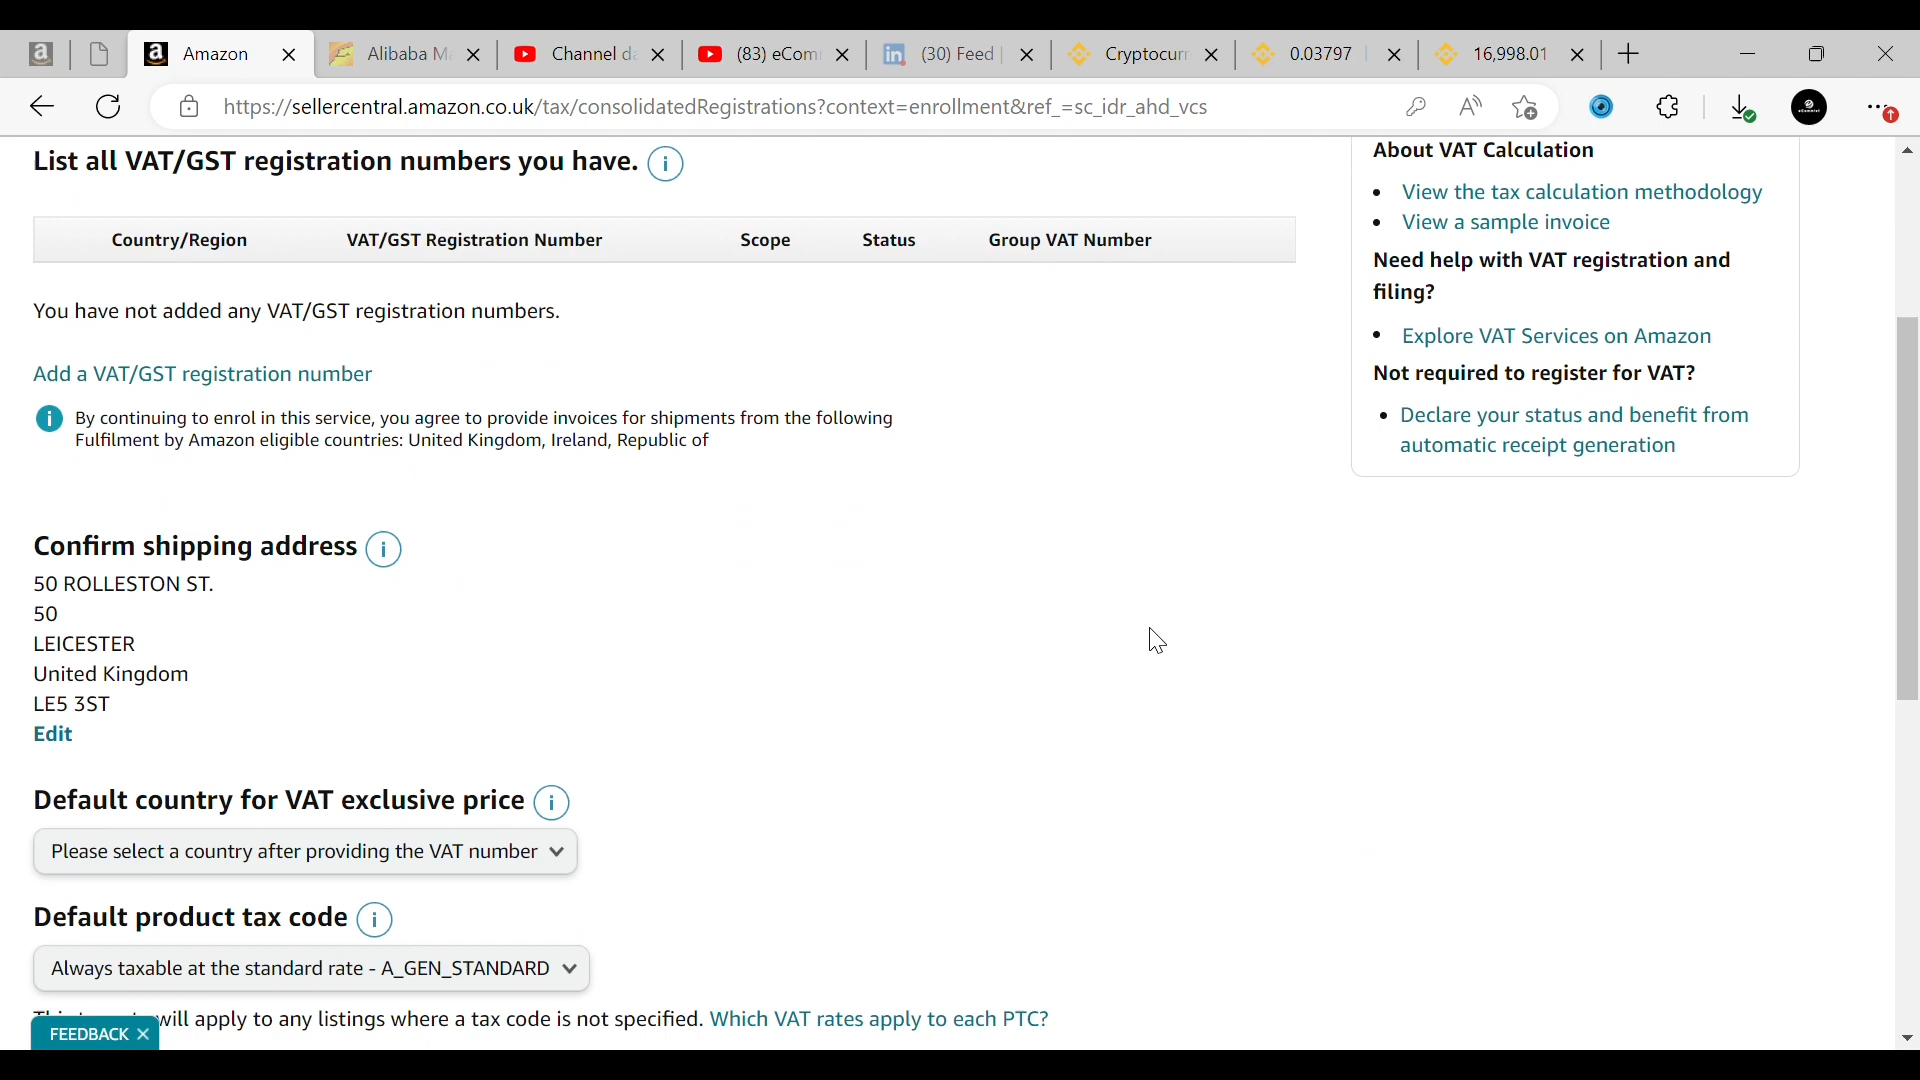 Amazon
Alibaba M
Channel da
(83) eCom
(30) Feed
Cryptocurr
0.03797
16,998.01
https://sellercentral.amazon.co.uk/tax/consolidatedRegistrations?context=enrollment&ref_=sc_idr_ahd_vcs
List all VAT/GST registration numbers you have.
Country/Region VAT/GST Registration Number Scope Status Group VAT Number
You have not added any VAT/GST registration numbers.
Add a VAT/GST registration number
By continuing to enrol in this service, you agree to provide invoices for shipments from the following
Fulfilment by Amazon eligible countries: United Kingdom, Ireland, Republic of
Confirm shipping address
50 ROLLESTON ST.
50
LEICESTER
United Kingdom
LE5 3ST
Edit
Default country for VAT exclusive price
Please select a country after providing the VAT number
Default product tax code
Always taxable at the standard rate - A_GEN_STANDARD
will apply to any listings where a tax code is not specified. Which VAT rates apply to each PTC?
FEEDBACK
About VAT Calculation
View the tax calculation methodology
View a sample invoice
Need help with VAT registration and
filing?
Explore VAT Services on Amazon
Not required to register for VAT?
Declare your status and benefit from
automatic receipt generation